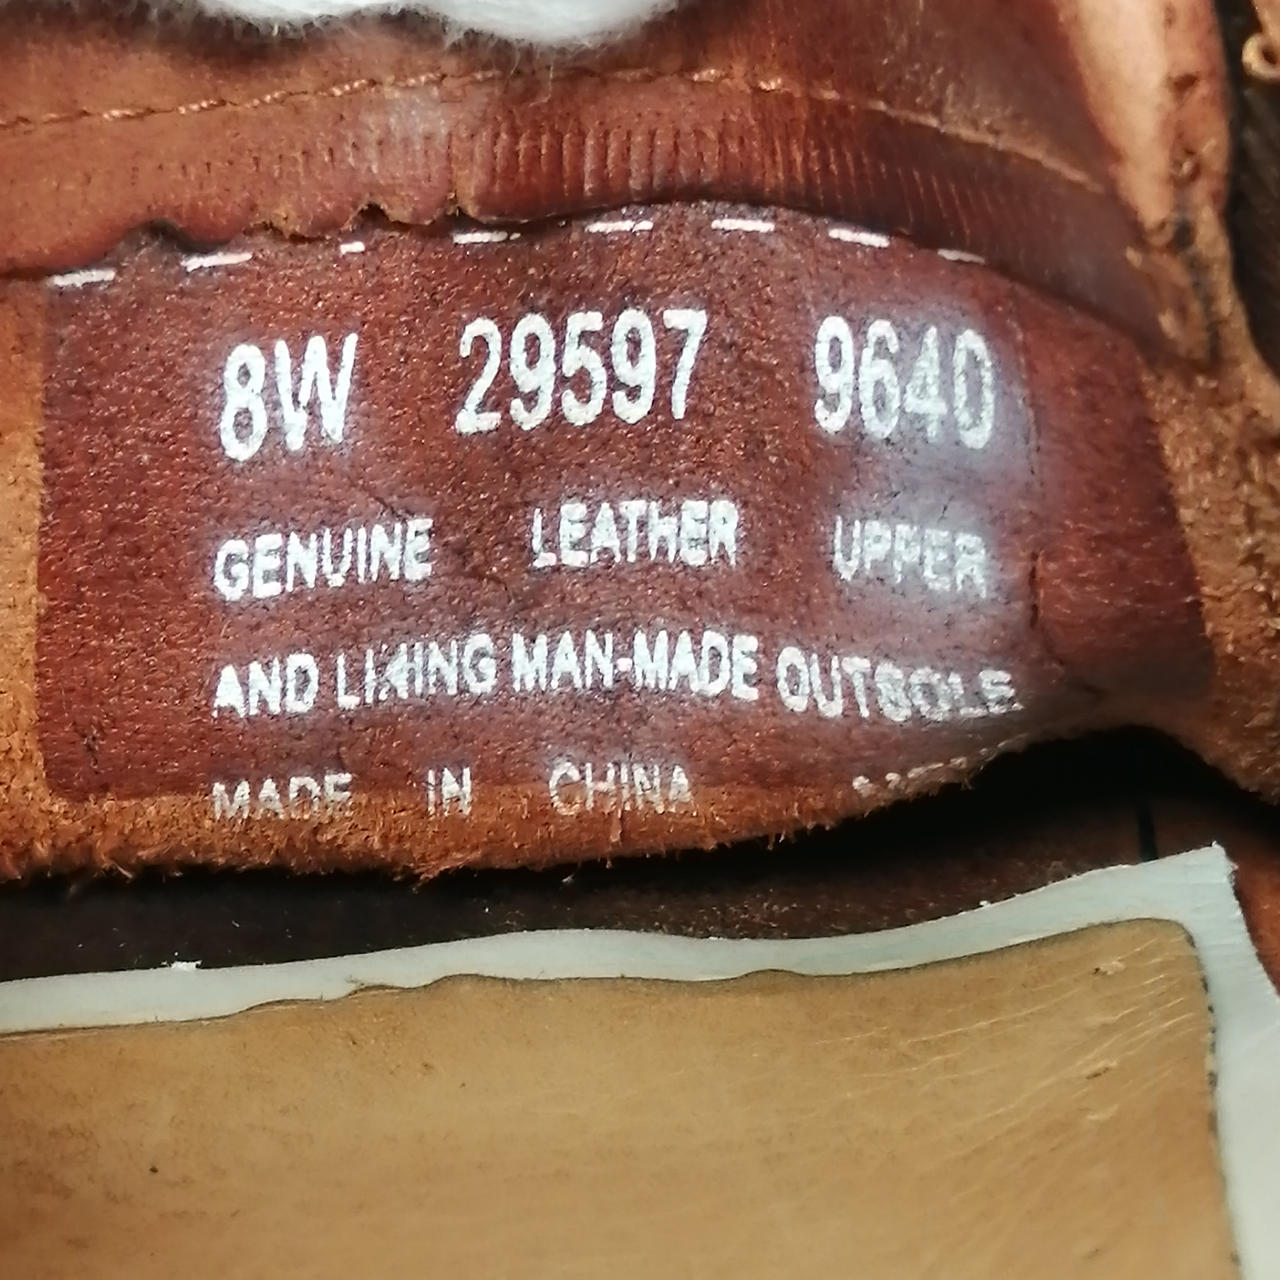 8W 29597 9640
GENUINE LEATHER UPPER
AND LINING MAN-MADE OUTSOLE
MADE IN CHINA